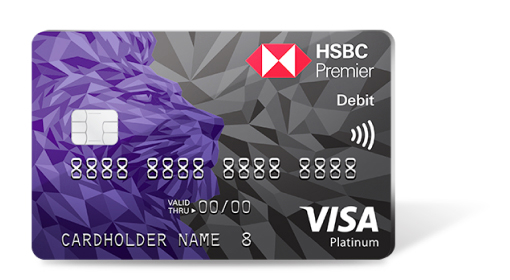 HSBC
Premier
Debit
8888 8888 8888 8888
VALID
THRU ▸ 00/00
VISA
CARDHOLDER NAME 8
Platinum